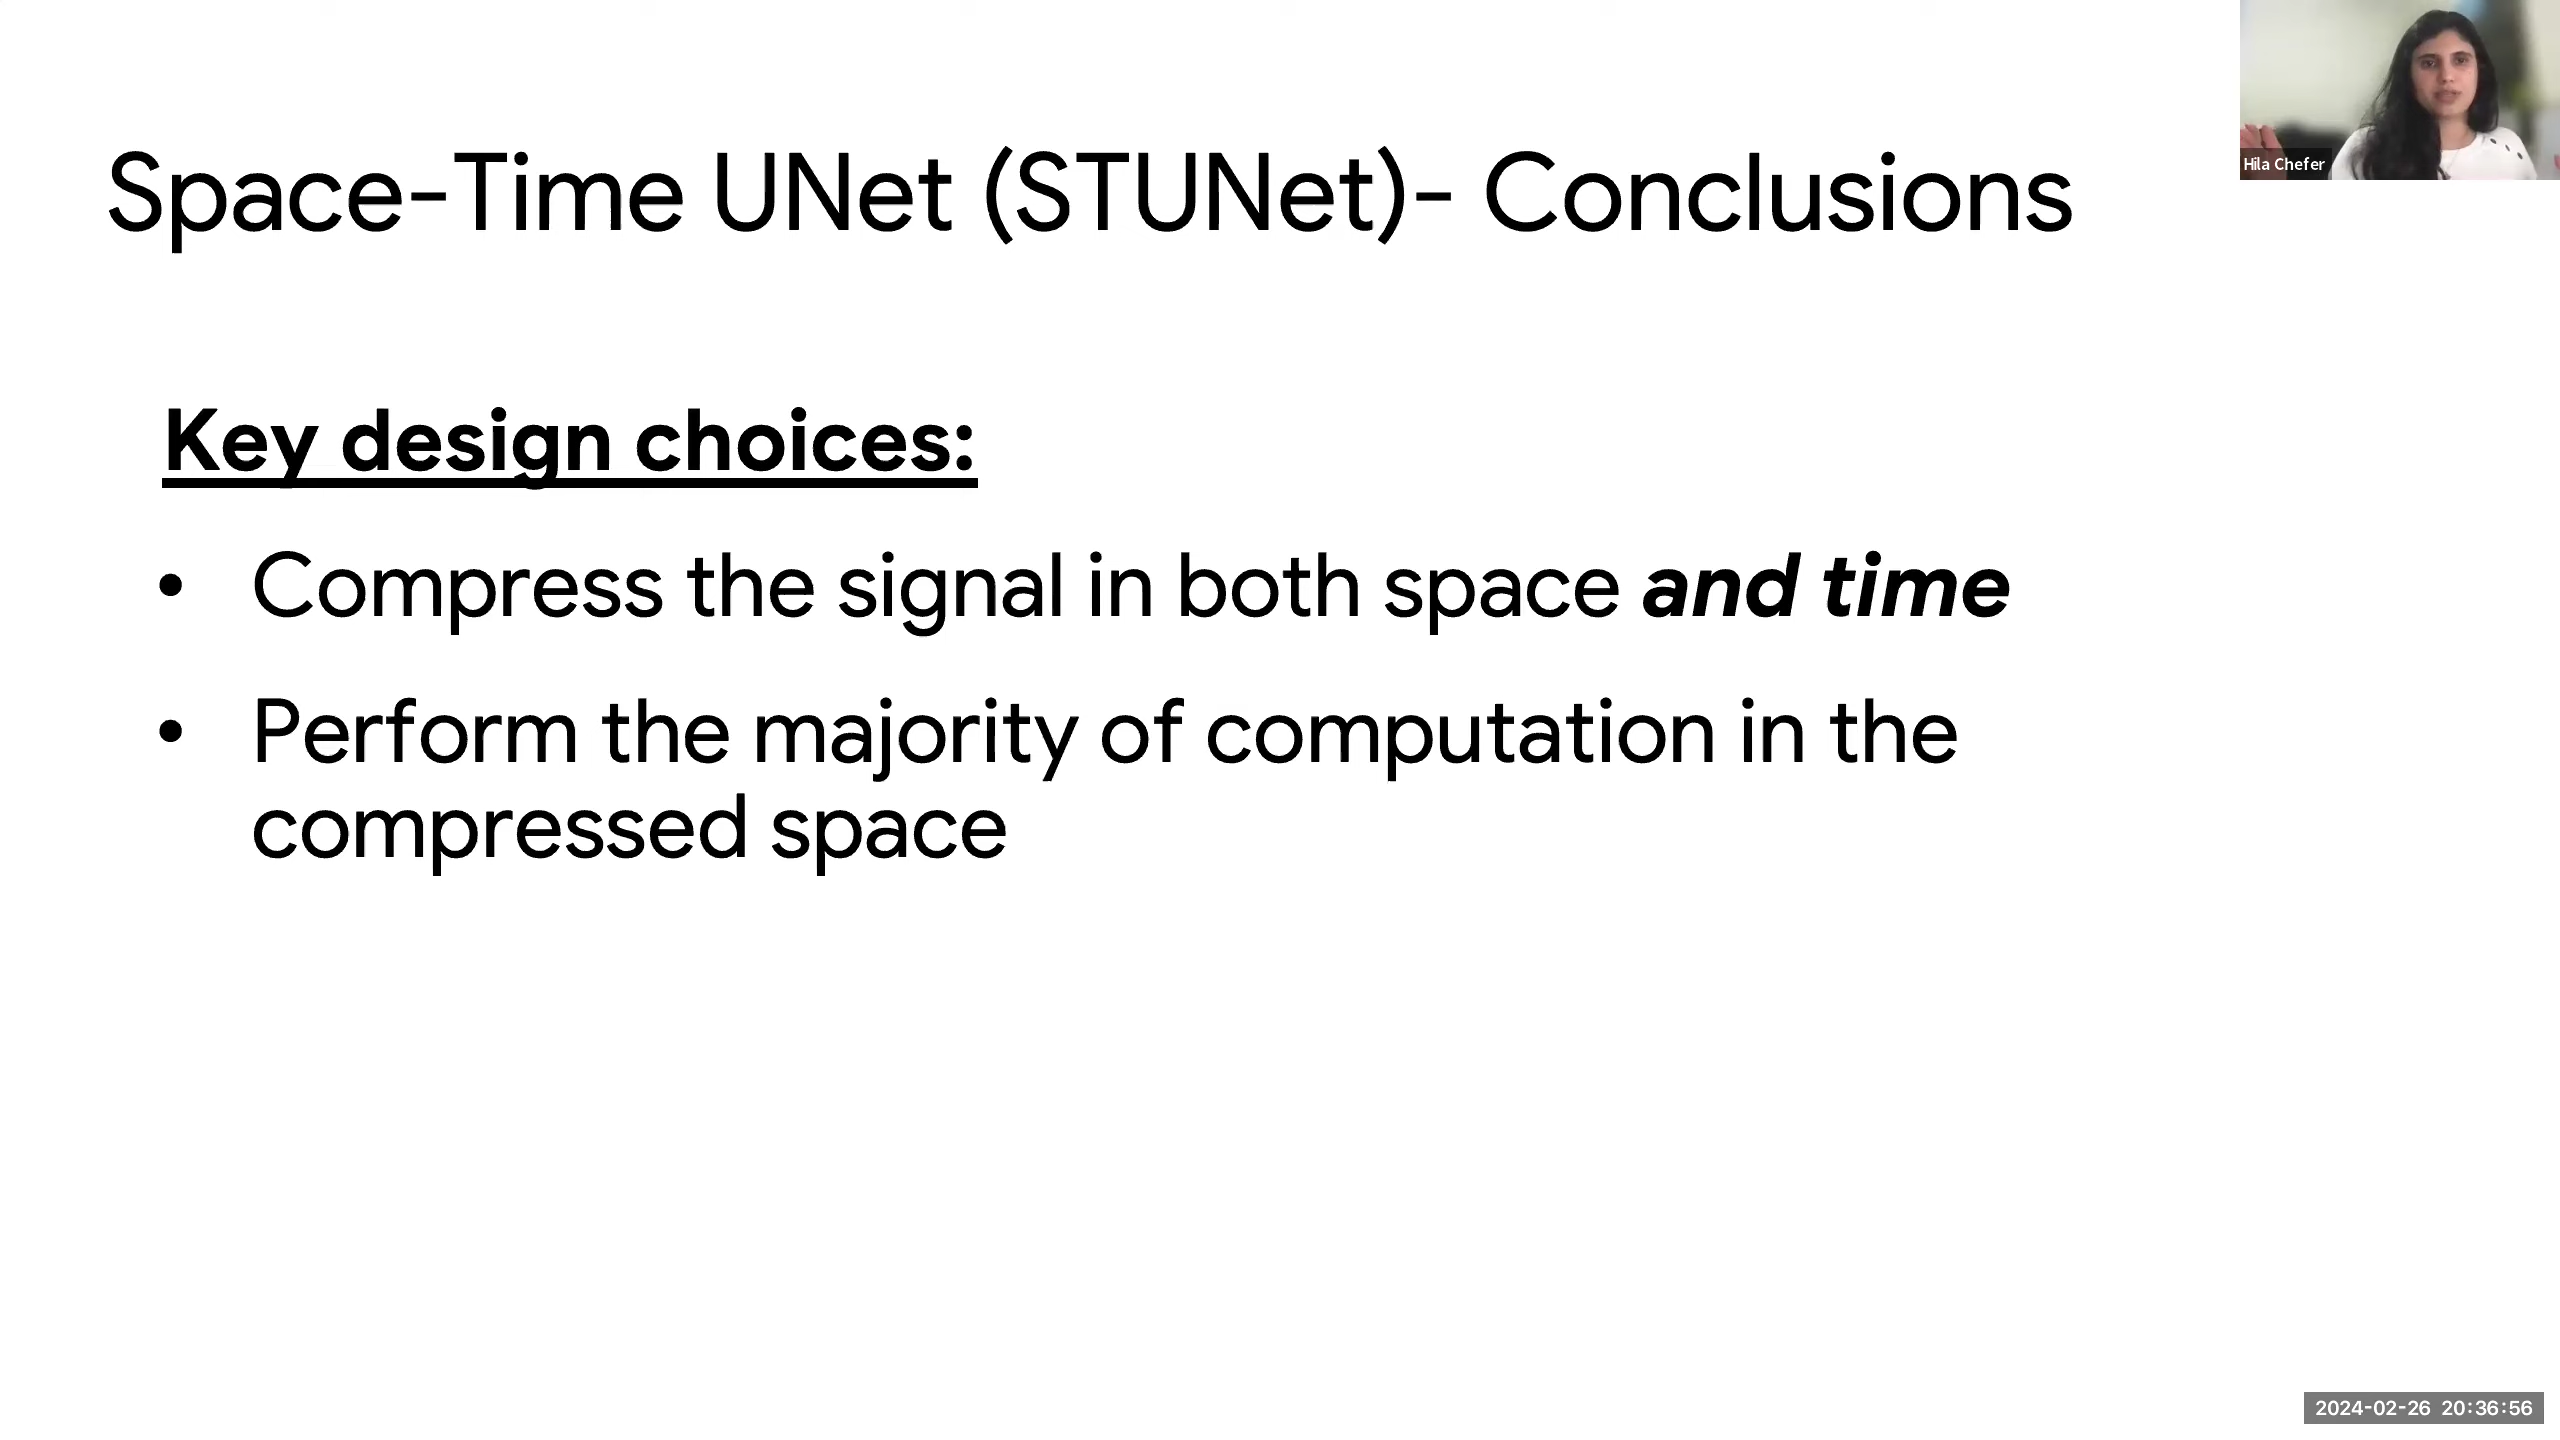 Hila Chefer
Space-Time UNet (STUNet)- Conclusions
Key design choices:
• Compress the signal in both space and time
• Perform the majority of computation in the
compressed space
2024-02-26 20:36:56